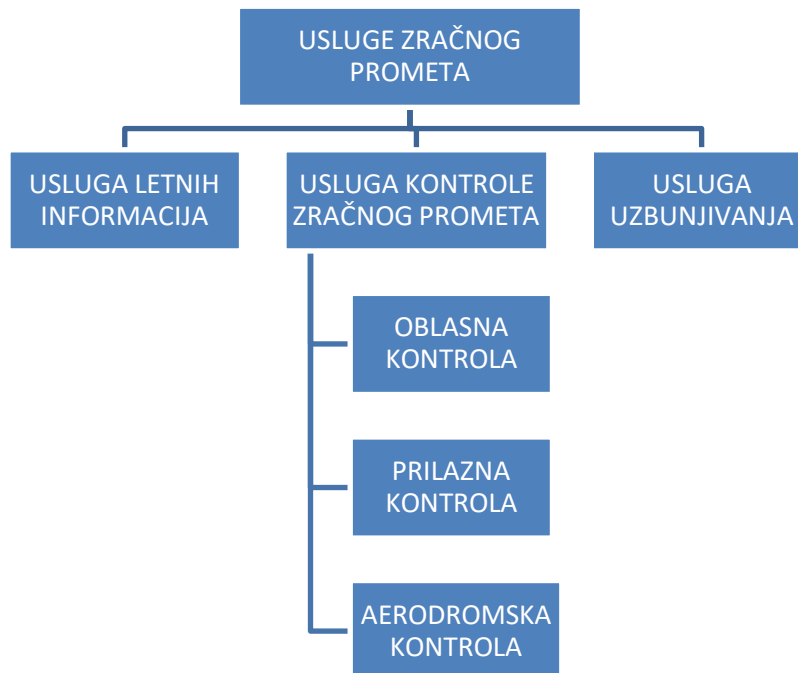 USLUGE ZRAČNOG
PROMETA
USLUGA LETNIH
INFORMACIJA
USLUGA KONTROLE
ZRAČNOG PROMETA
USLUGA
UZBUNJIVANJA
OBLASNA
KONTROLA
PRILAZNA
KONTROLA
AERODROMSKA
KONTROLA